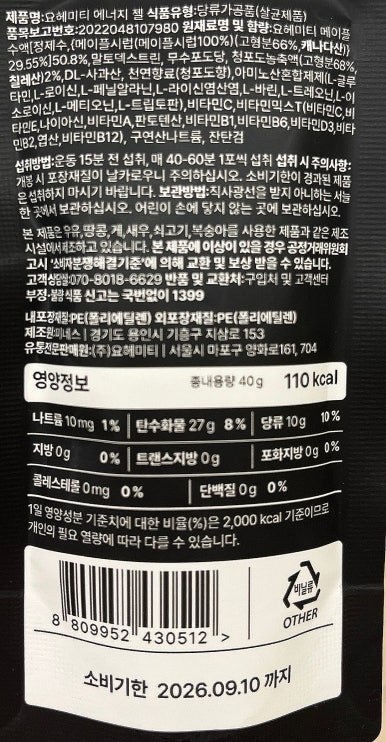 제품명:요헤미티 에너지 젤 식품유형:당류가공품(살균제품)
품목보고번호:2022048107980 원재료명 및 함량:요헤미티 메이플
수액[정제수,(메이플시럽(메이플시럽100%)(고형분66%,캐나다산)
29.55%]50.8%,말토덱스트린, 무수포도당, 청포도농축액(고형분68%,
칠레산)2%,DL-사과산, 천연향료(청포도향),아미노산혼합제제(L-글루
타민,L-로이신,L-페닐알라닌,L-라이신염산염,L-바린,L-트레오닌,L-이
소로이신,L-메티오닌,L-트립토판),비타민C,비타민믹스T(비타민C,비
타민E,나이아신,비타민A,판토텐산,비타민B1,비타민B6,비타민D3,비타
민B2,엽산,비타민B12), 구연산나트륨, 잔탄검
섭취방법:운동 15분 전 섭취, 매 40-60분 1포씩 섭취 섭취 시 주의사항:
개봉 시 포장재질이 날카로우니 주의하십시오. 소비기한이 경과된 제품
은 섭취하지 마시기 바랍니다. 보관방법:직사광선을 받지 아니하는 서늘
한 곳에서 보관하십시오. 어린이 손에 닿지 않는 곳에 보관하십시오.
본 제품은 우유,땅콩,게,새우,쇠고기,복숭아를 사용한 제품과 같은 제조
시설에서 제조하고 있습니다. 본 제품에 이상이 있을 경우 공정거래위원회
고시 '소비자분쟁해결기준'에 의해 교환 및 보상 받을 수 있습니다.
고객상담실:070-8018-6629 반품 및 교환처:구입처 및 고객센터
부정·불량식품 신고는 국번없이 1399
내포장재질:PE(폴리에틸렌) 외포장재질:PE(폴리에틸렌)
제조원:미네스 | 경기도 용인시 기흥구 지삼로 153
유통전문판매원:(주)요헤미티 | 서울시 마포구 양화로161, 704
영양정보 총내용량 40g 110 kcal
나트륨 10mg 1% 탄수화물 27g 8% 당류 10g 10%
지방 0g 0% 트랜스지방 0g 포화지방 0g 0%
콜레스테롤 0mg 0% 단백질 0g 0%
1일 영양성분 기준치에 대한 비율(%)은 2,000 kcal 기준이므로
개인의 필요 열량에 따라 다를 수 있습니다.
8 809952 430512 >
비닐류
OTHER
소비기한 2026.09.10 까지